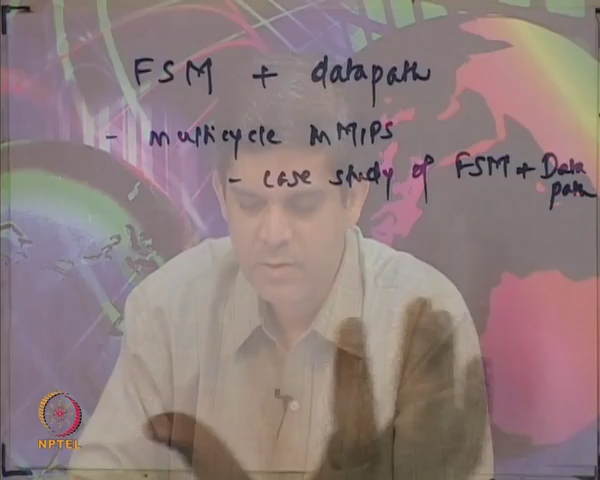 FSM + datapath
- multicycle mMIPS
- case study of FSM + Data
path
NPTEL